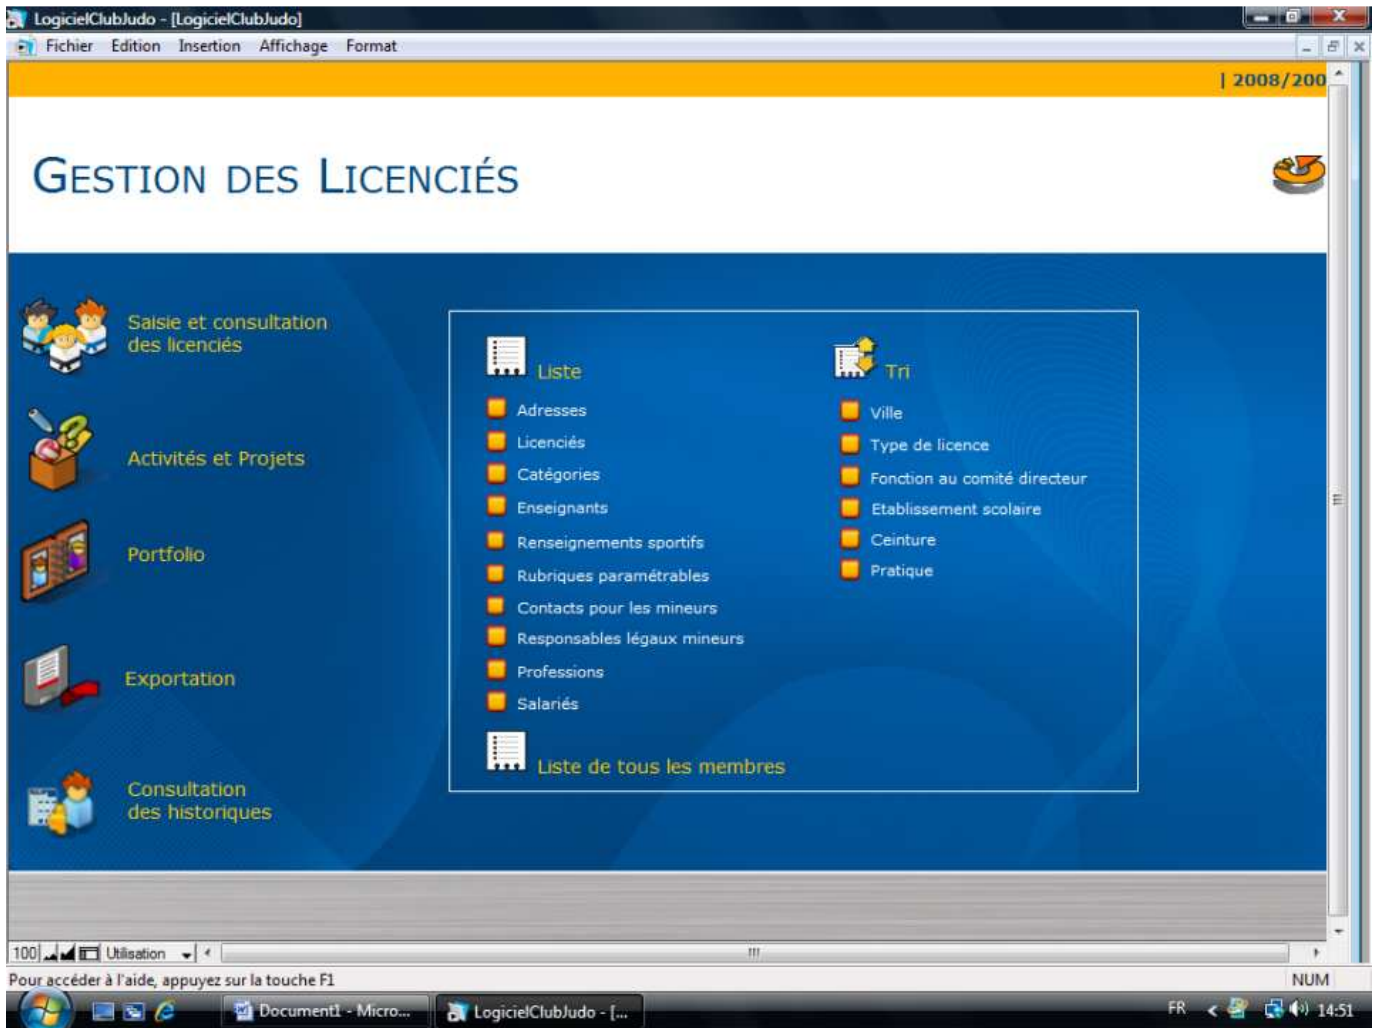 LogicielClubJudo - [LogicielClubJudo]
Fichier Edition Insertion Affichage Format
| 2008/200
GESTION DES LICENCIÉS
Saisie et consultation
des licenciés
Activités et Projets
Portfolio
Exportation
Consultation
des historiques
Liste
Adresses
Licenciés
Catégories
Enseignants
Renseignements sportifs
Rubriques paramétrables
Contacts pour les mineurs
Responsables légaux mineurs
Professions
Salariés
Liste de tous les membres
Tri
Ville
Type de licence
Fonction au comité directeur
Etablissement scolaire
Ceinture
Pratique
100 Utilisation
Pour accéder à l'aide, appuyez sur la touche F1
NUM
Document1 - Micro...
LogicielClubJudo - [...
FR
14:51